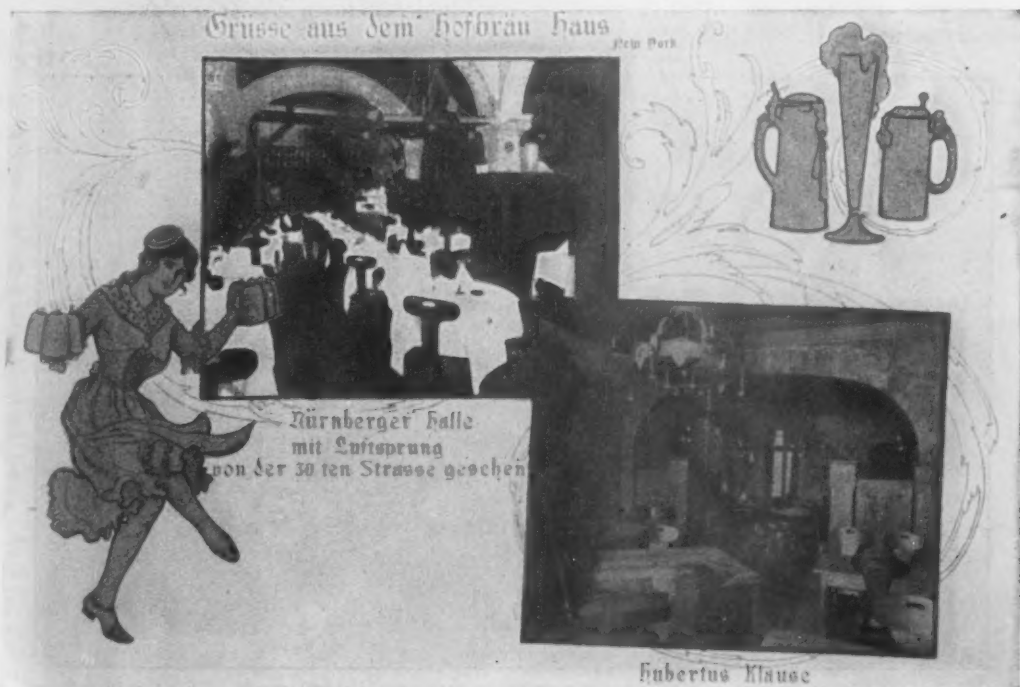 Grüsse aus dem Hofbräu Haus
New York
Nürnberger Halle
mit Luftsprung
von der 30 ten Strasse gesehen
Hubertus Klause